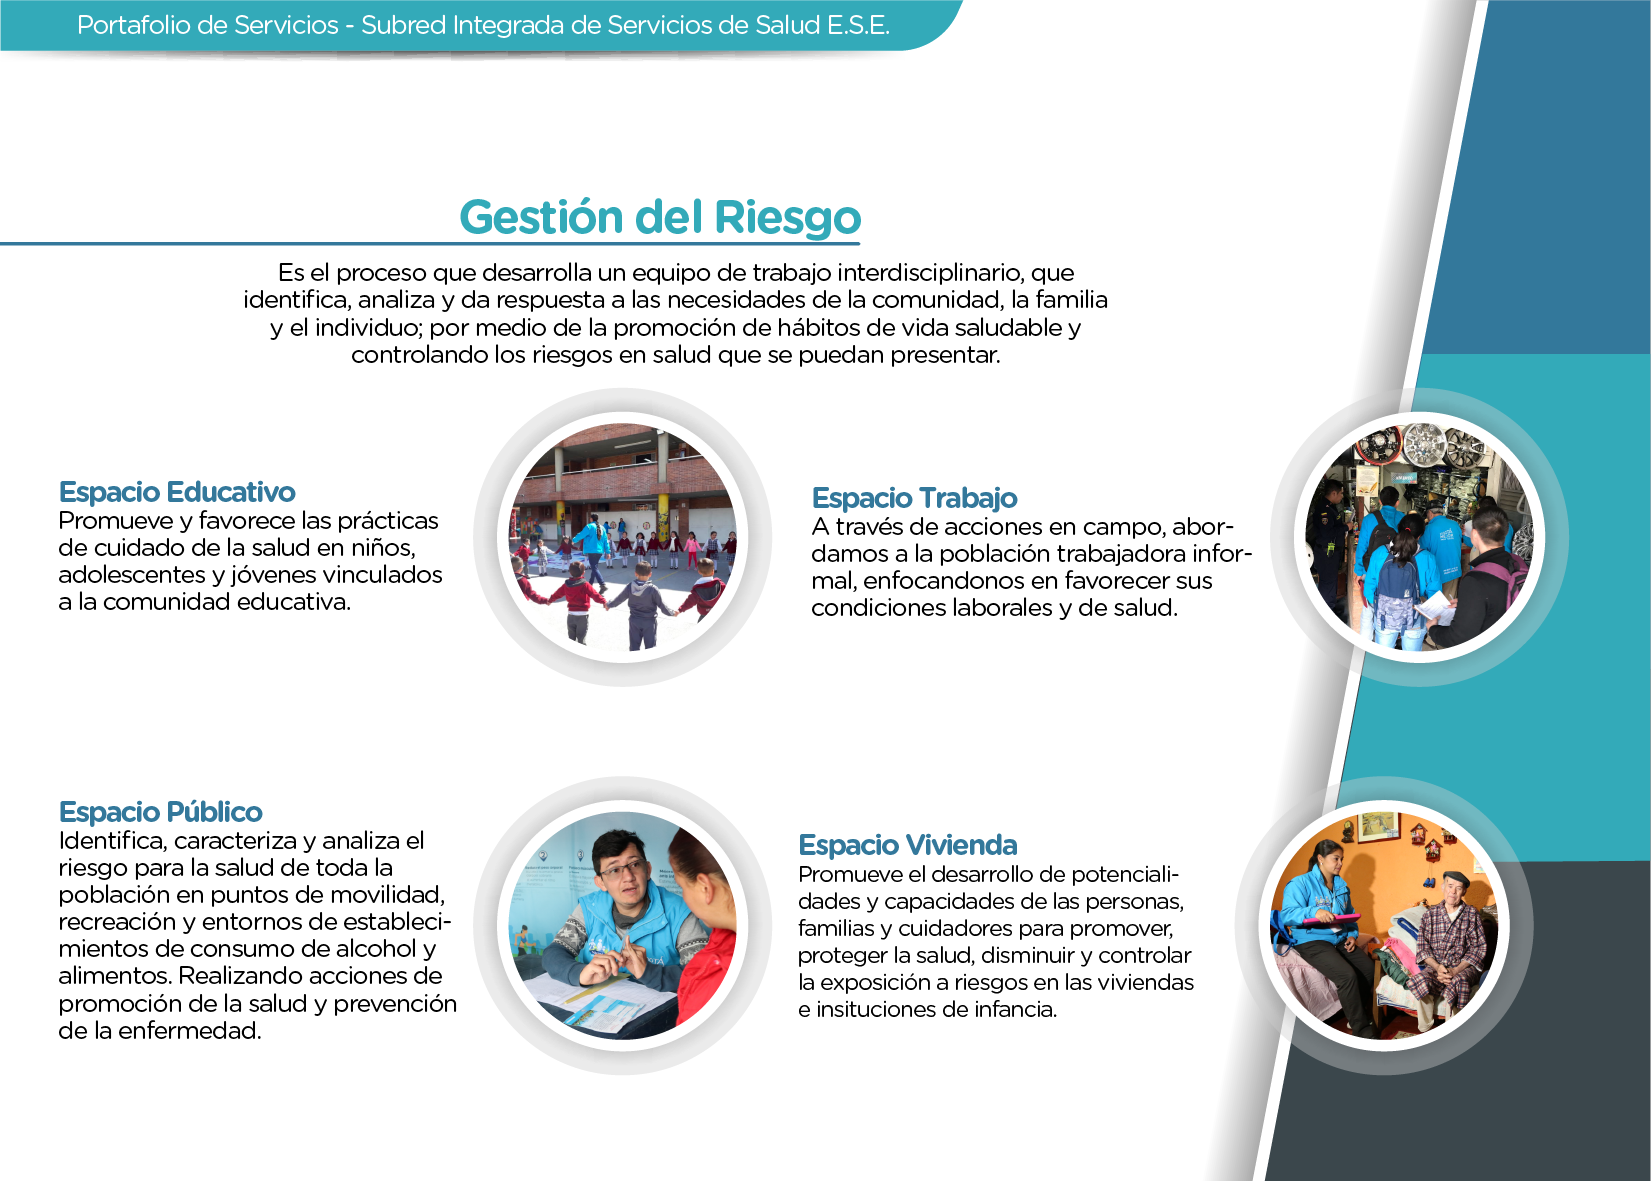 Portafolio de Servicios - Subred Integrada de Servicios de Salud E.S.E.
Gestión del Riesgo
Es el proceso que desarrolla un equipo de trabajo interdisciplinario, que
identifica, analiza y da respuesta a las necesidades de la comunidad, la familia
y el individuo; por medio de la promoción de hábitos de vida saludable y
controlando los riesgos en salud que se puedan presentar.
Espacio Educativo
Promueve y favorece las prácticas
de cuidado de la salud en niños,
adolescentes y jóvenes vinculados
a la comunidad educativa.
Espacio Trabajo
A través de acciones en campo, abor-
damos a la población trabajadora infor-
mal, enfocandonos en favorecer sus
condiciones laborales y de salud.
Espacio Público
Identifica, caracteriza y analiza el
riesgo para la salud de toda la
población en puntos de movilidad,
recreación y entornos de estableci-
mientos de consumo de alcohol y
alimentos. Realizando acciones de
promoción de la salud y prevención
de la enfermedad.
Espacio Vivienda
Promueve el desarrollo de potenciali-
dades y capacidades de las personas,
familias y cuidadores para promover,
proteger la salud, disminuir y controlar
la exposición a riesgos en las viviendas
e insituciones de infancia.